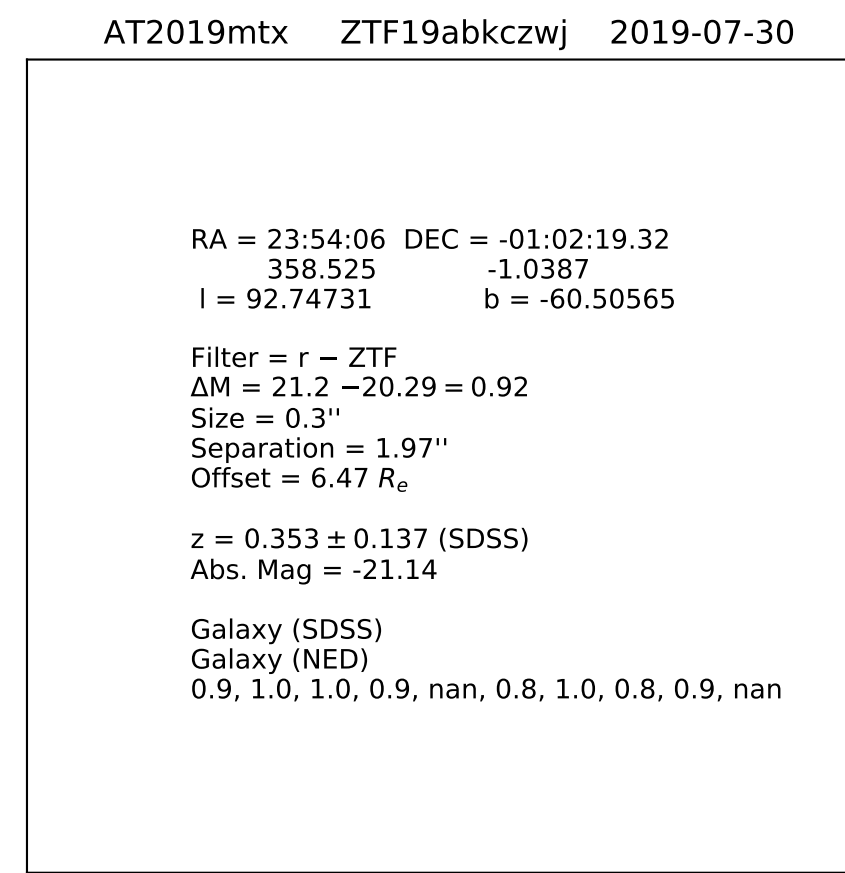 AT2019mtx ZTF19abkczwj 2019-07-30
RA = 23:54:06 DEC = -01:02:19.32
358.525 -1.0387
l = 92.74731 b = -60.50565
Filter = r − ZTF
ΔM = 21.2 −20.29 = 0.92
Size = 0.3''
Separation = 1.97''
Offset = 6.47 Re
z = 0.353 ± 0.137 (SDSS)
Abs. Mag = -21.14
Galaxy (SDSS)
Galaxy (NED)
0.9, 1.0, 1.0, 0.9, nan, 0.8, 1.0, 0.8, 0.9, nan